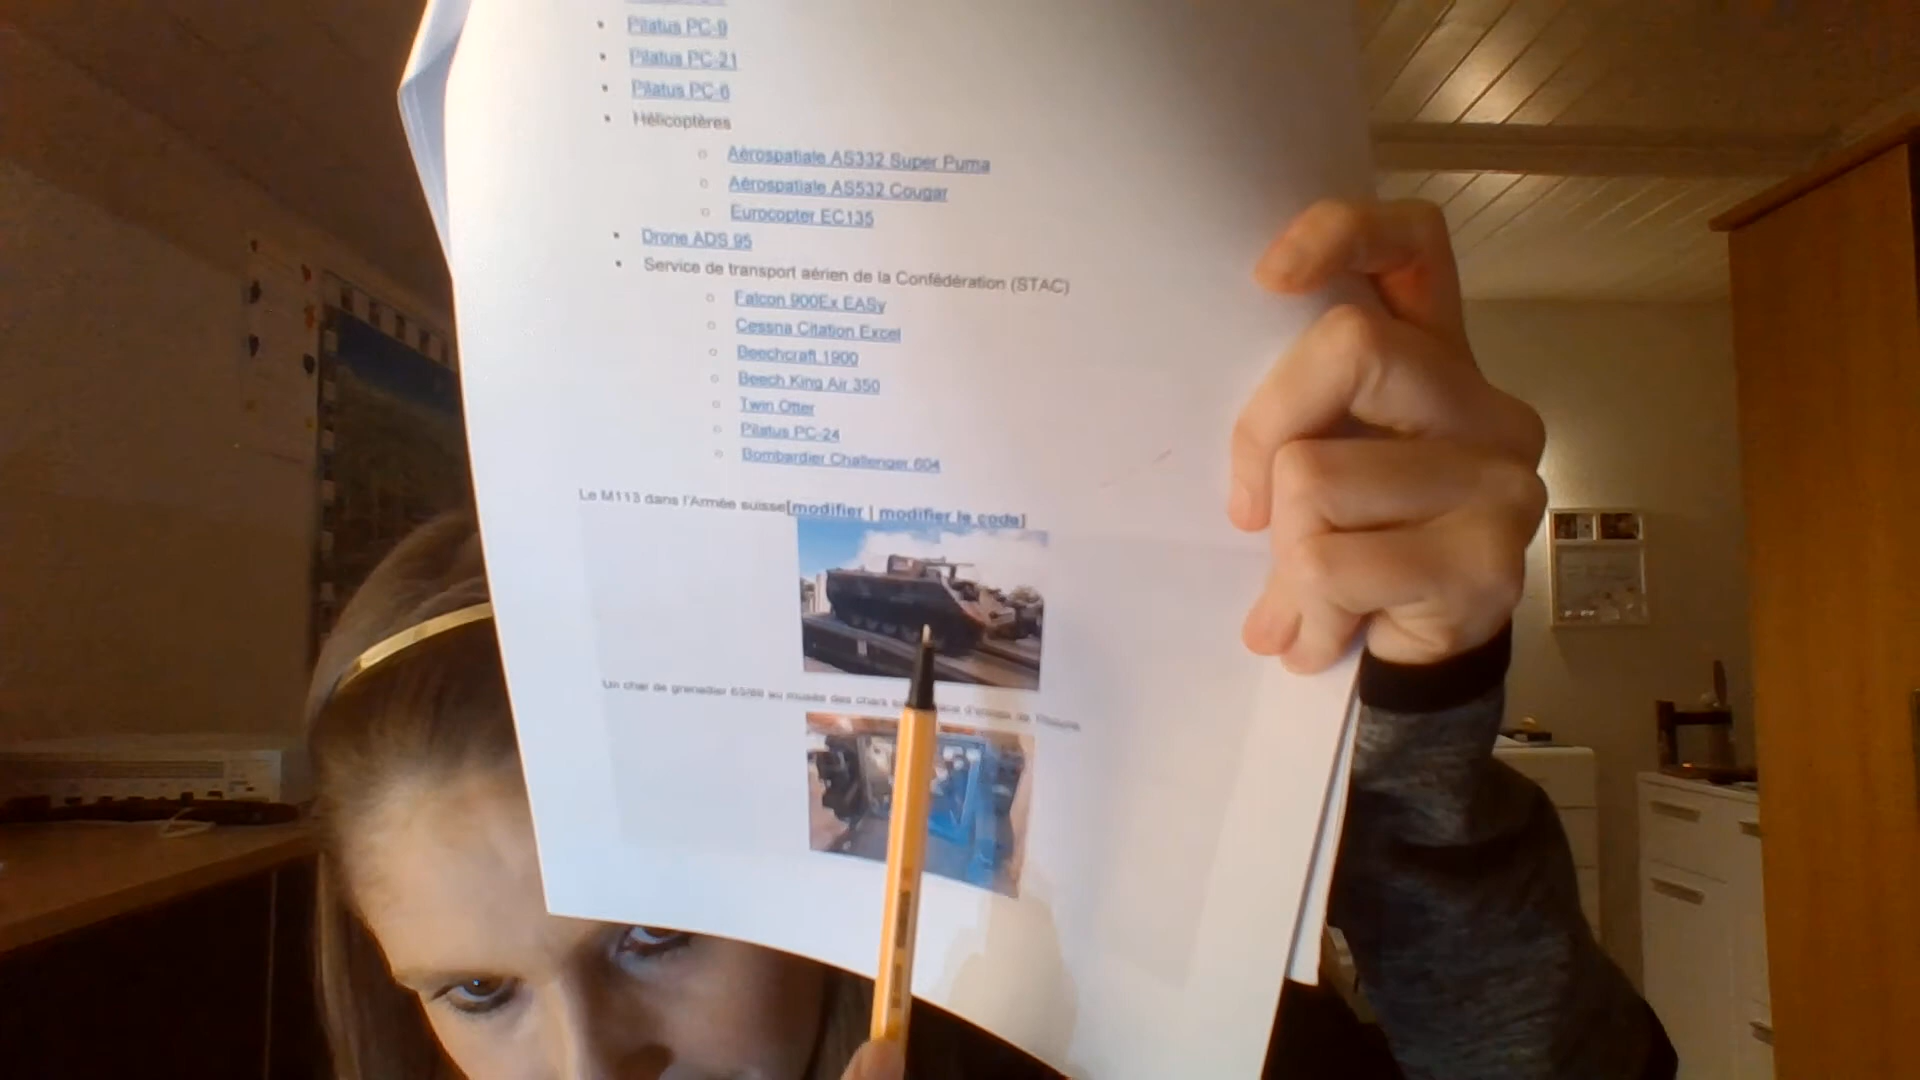 Pilatus PC-9
Pilatus PC-21
Pilatus PC-6
Hélicoptères
Aérospatiale AS332 Super Puma
Aérospatiale AS532 Cougar
Eurocopter EC135
Drone ADS 95
Service de transport aérien de la Confédération (STAC)
Falcon 900Ex EASy
Cessna Citation Excel
Beechcraft 1900
Beech King Air 350
Twin Otter
Pilatus PC-24
Bombardier Challenger 604
Le M113 dans l'Armée suisse[modifier | modifier le code]
Un char de grenadier 63/89 au musée des chars de